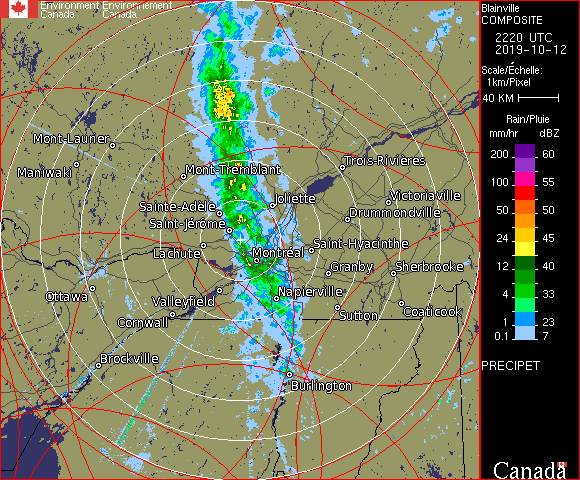 Environment Environnement
Canada Canada
Blainville
COMPOSITE
2220 UTC
2019-10-12
Scale/Échelle:
1km/Pixel
40 KM
Rain/Pluie
mm/hr dBZ
200 60
100 55
50 50
24 45
12 40
4 33
1 23
0.1 7
PRECIPET
Canada
Mont-Laurier
Maniwaki
Mont-Tremblant
Trois-Rivières
Joliette
Victoriaville
Sainte-Adèle
Drummondville
Saint-Jérôme
Saint-Hyacinthe
Lachute
Montréal
Granby
Sherbrooke
Ottawa
Napierville
Valleyfield
Cornwall
Sutton
Coaticook
Brockville
Burlington